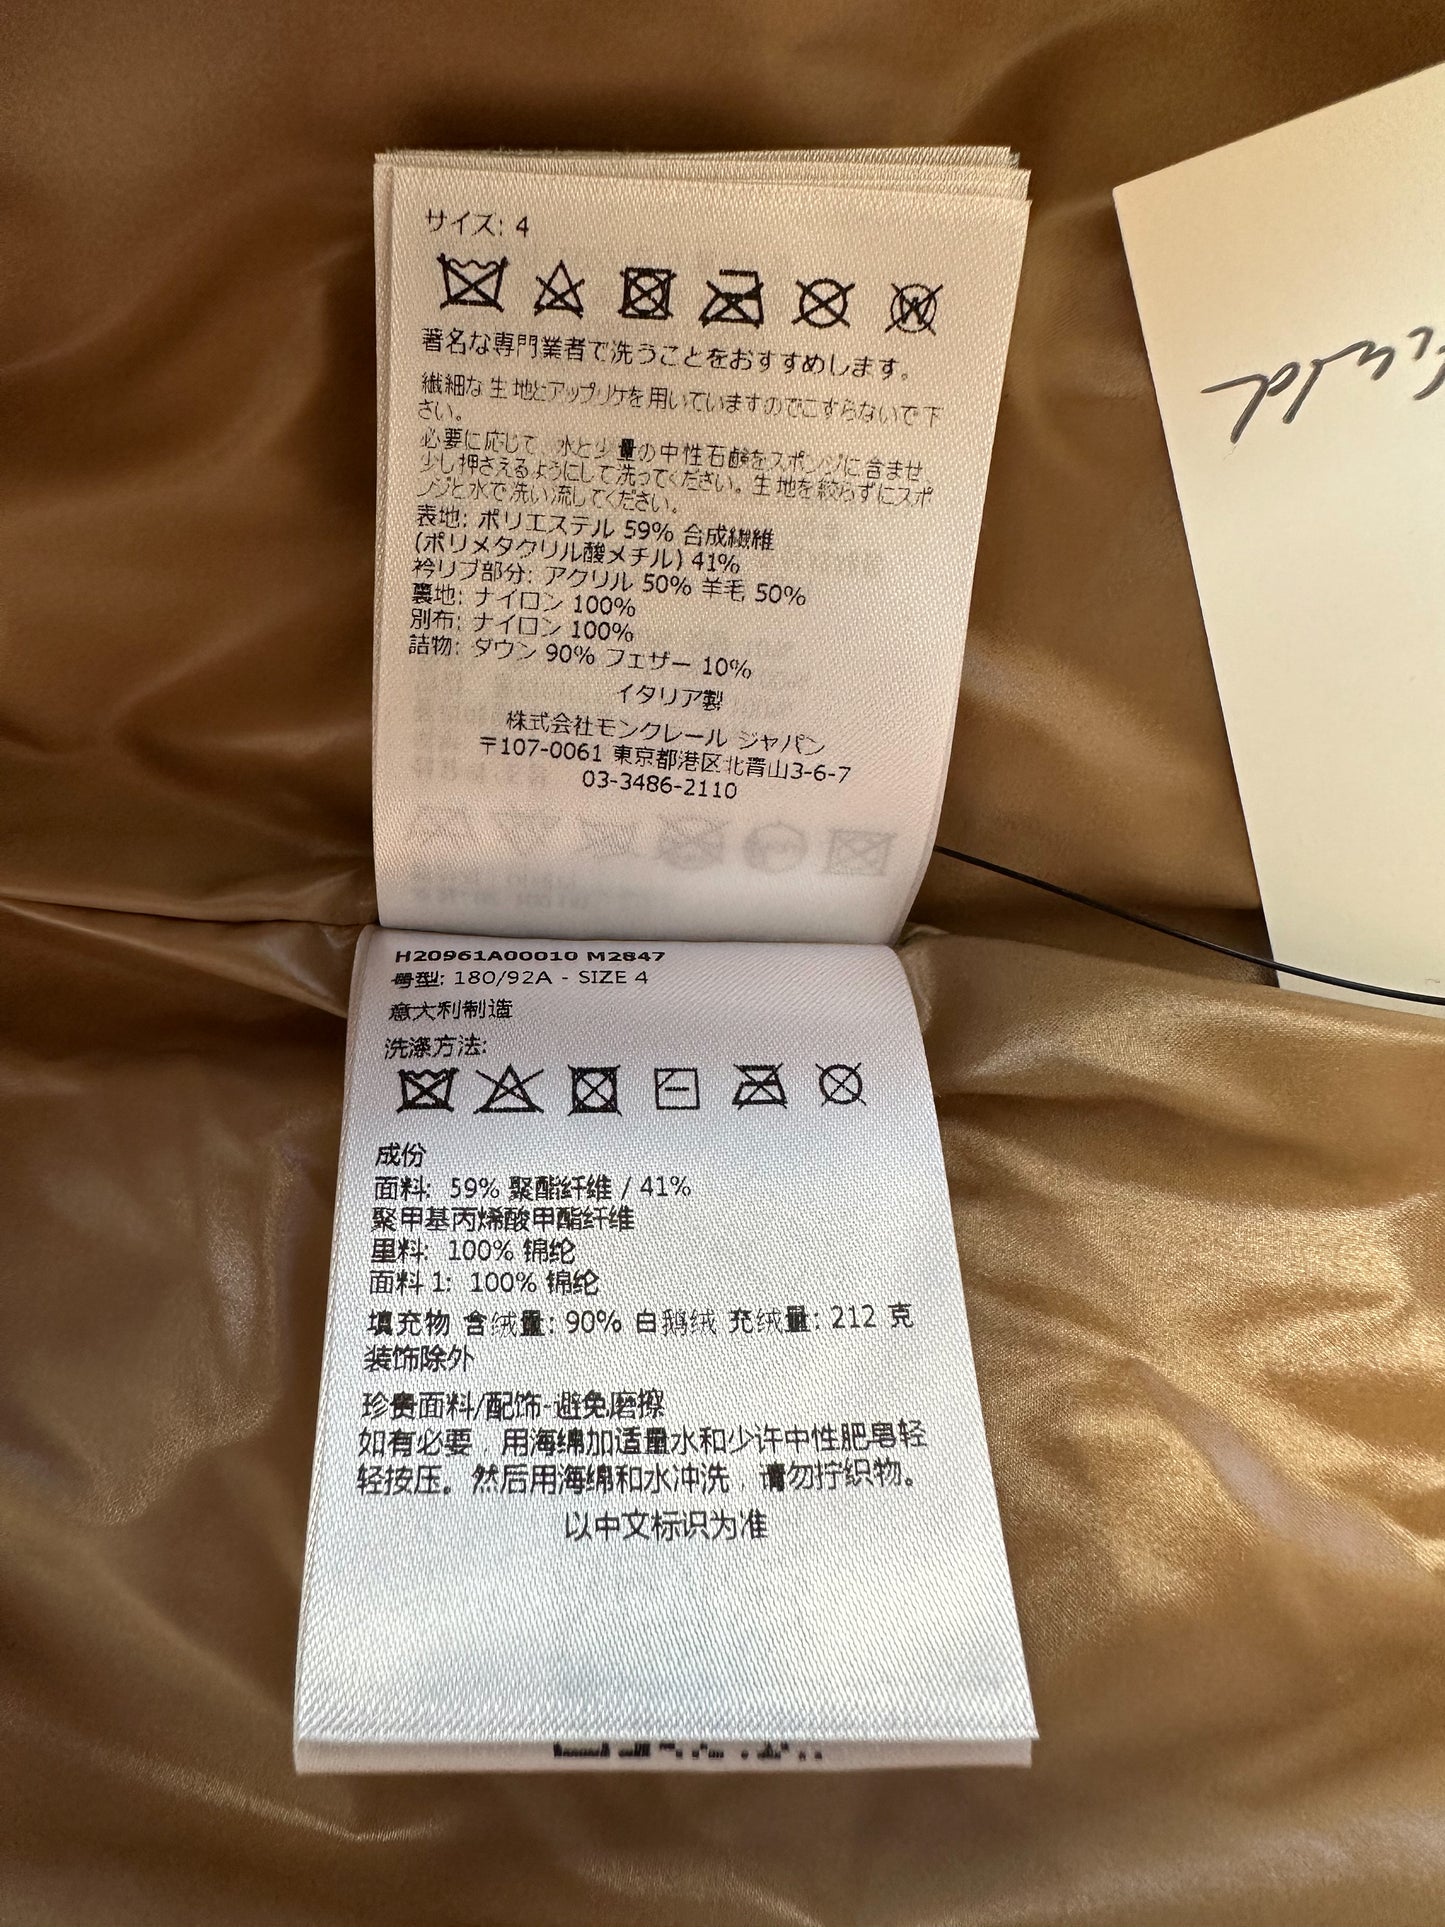 サイズ: 4
著名な専門業者で洗うことをおすすめします。
繊細な生地とアップリケを用いていますのでこすらないで下
さい。
必要に応じて、水と少量の中性石鹸をスポンジに含ませ、
少し押さえるようにして洗ってください。生地を絞らずにスポ
ンジと水で洗い流してください。
表地: ポリエステル 59% 合成繊維
(ポリメタクリル酸メチル) 41%
衿リブ部分: アクリル 50% 羊毛 50%
裏地: ナイロン 100%
別布: ナイロン 100%
詰物: ダウン 90% フェザー 10%
イタリア製
株式会社モンクレール ジャパン
〒107-0061 東京都港区北青山3-6-7
03-3486-2110
H20961A00010 M2847
号型: 180/92A - SIZE 4
意大利制造
洗涤方法:
成份
面料: 59% 聚酯纤维 / 41%
聚甲基丙烯酸甲酯纤维
里料: 100% 锦纶
面料 1: 100% 锦纶
填充物 含绒量: 90% 白鹅绒 充绒量: 212 克
装饰除外
珍贵面料/配饰-避免磨擦
如有必要，用海绵加适量水和少许中性肥皂轻
轻按压。然后用海绵和水冲洗，请勿拧织物。
以中文标识为准